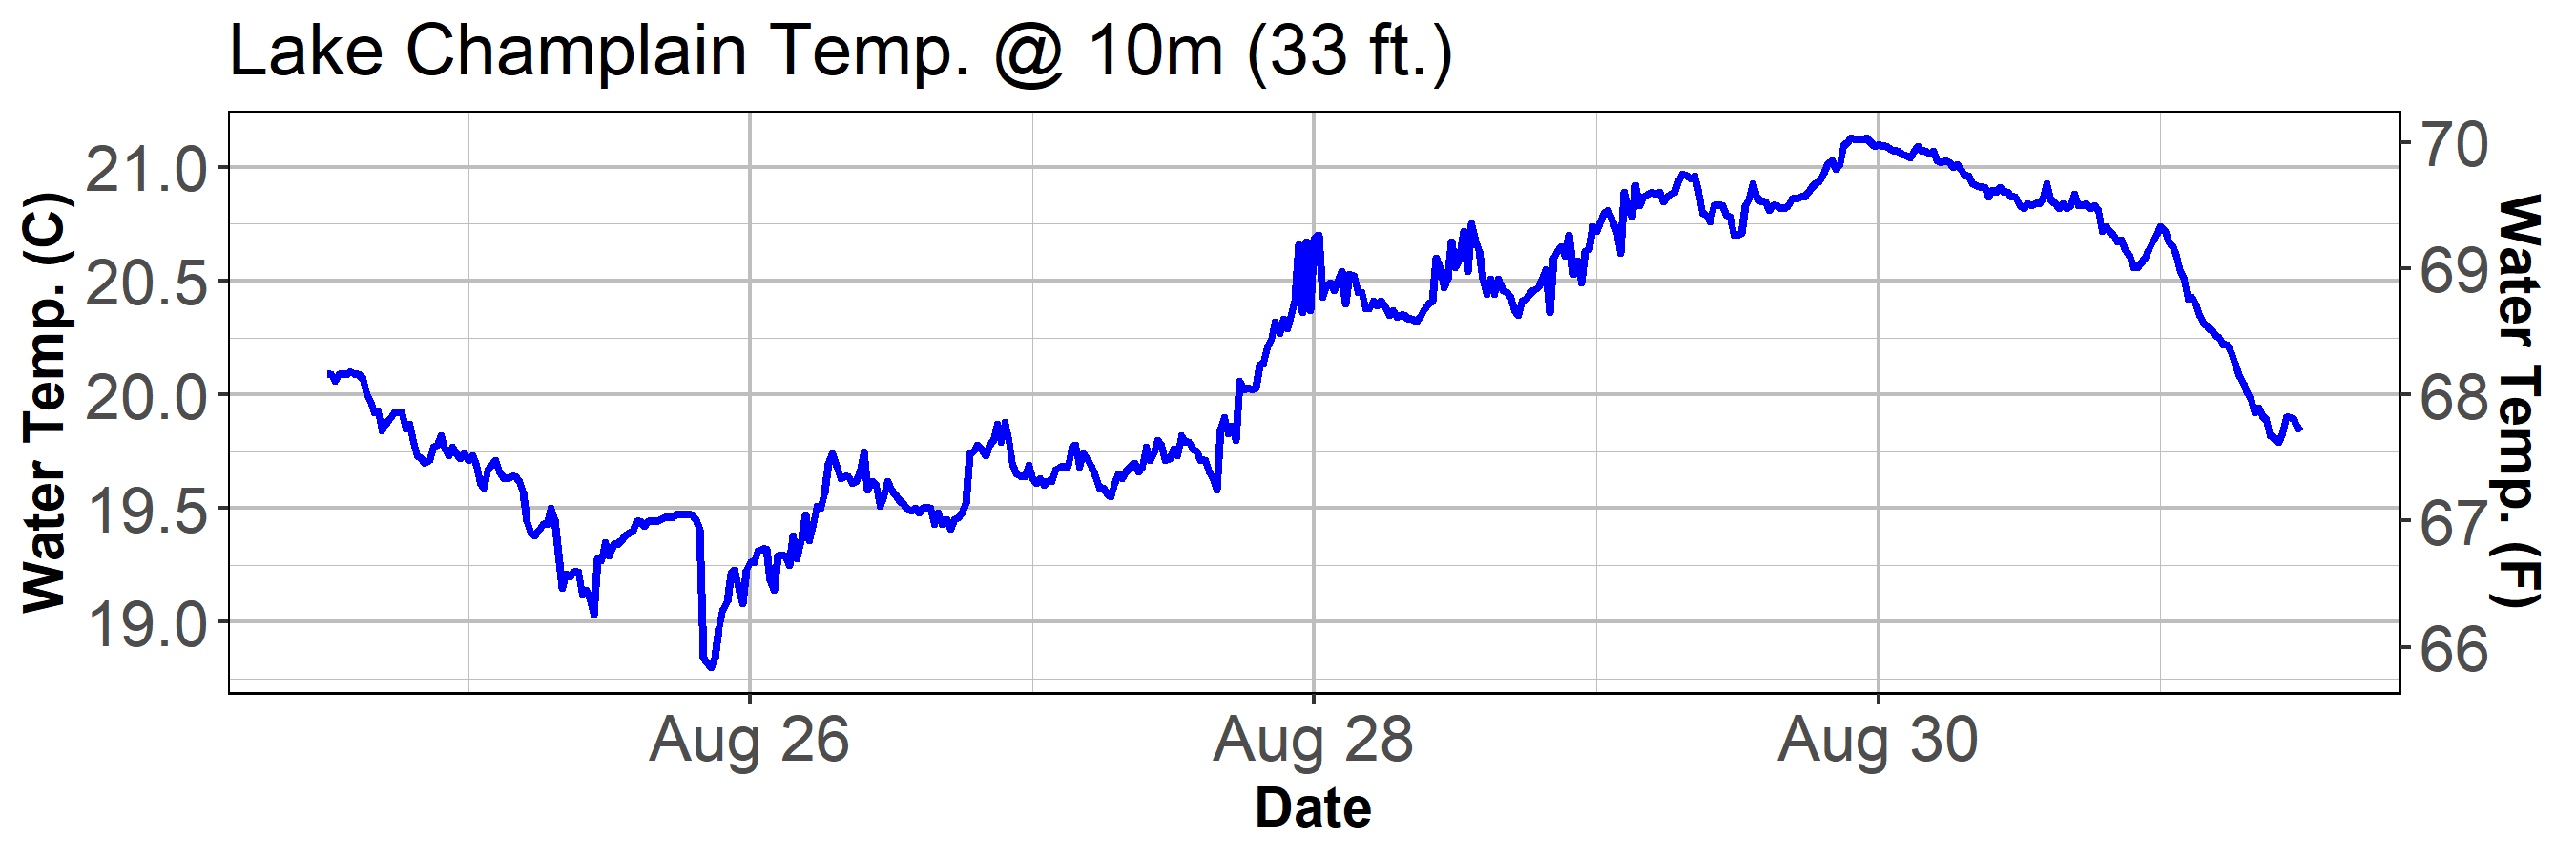 Lake Champlain Temp. @ 10m (33 ft.)
Water Temp. (C)
21.0
20.5
20.0
19.5
19.0
70
69
68
67
66
Water Temp. (F)
Aug 26
Aug 28
Aug 30
Date